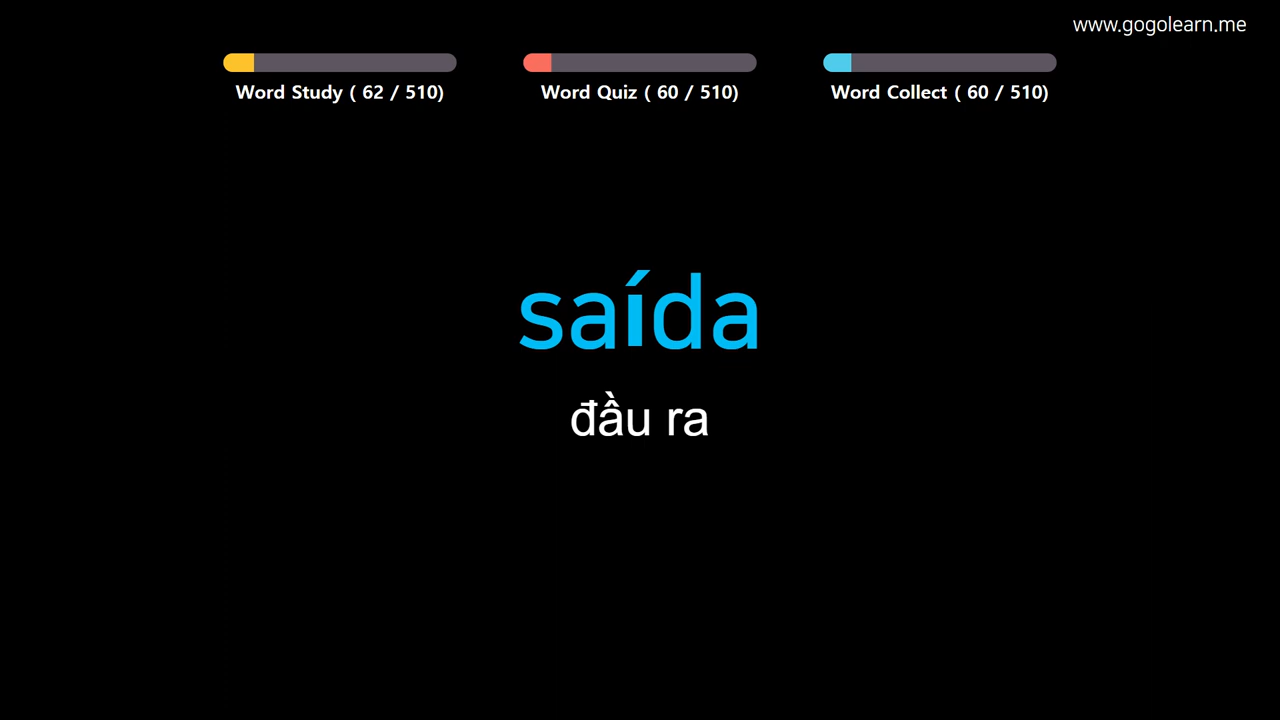 www.gogolearn.me
Word Study ( 62 / 510)
Word Quiz ( 60 / 510)
Word Collect ( 60 / 510)
saída
đầu ra